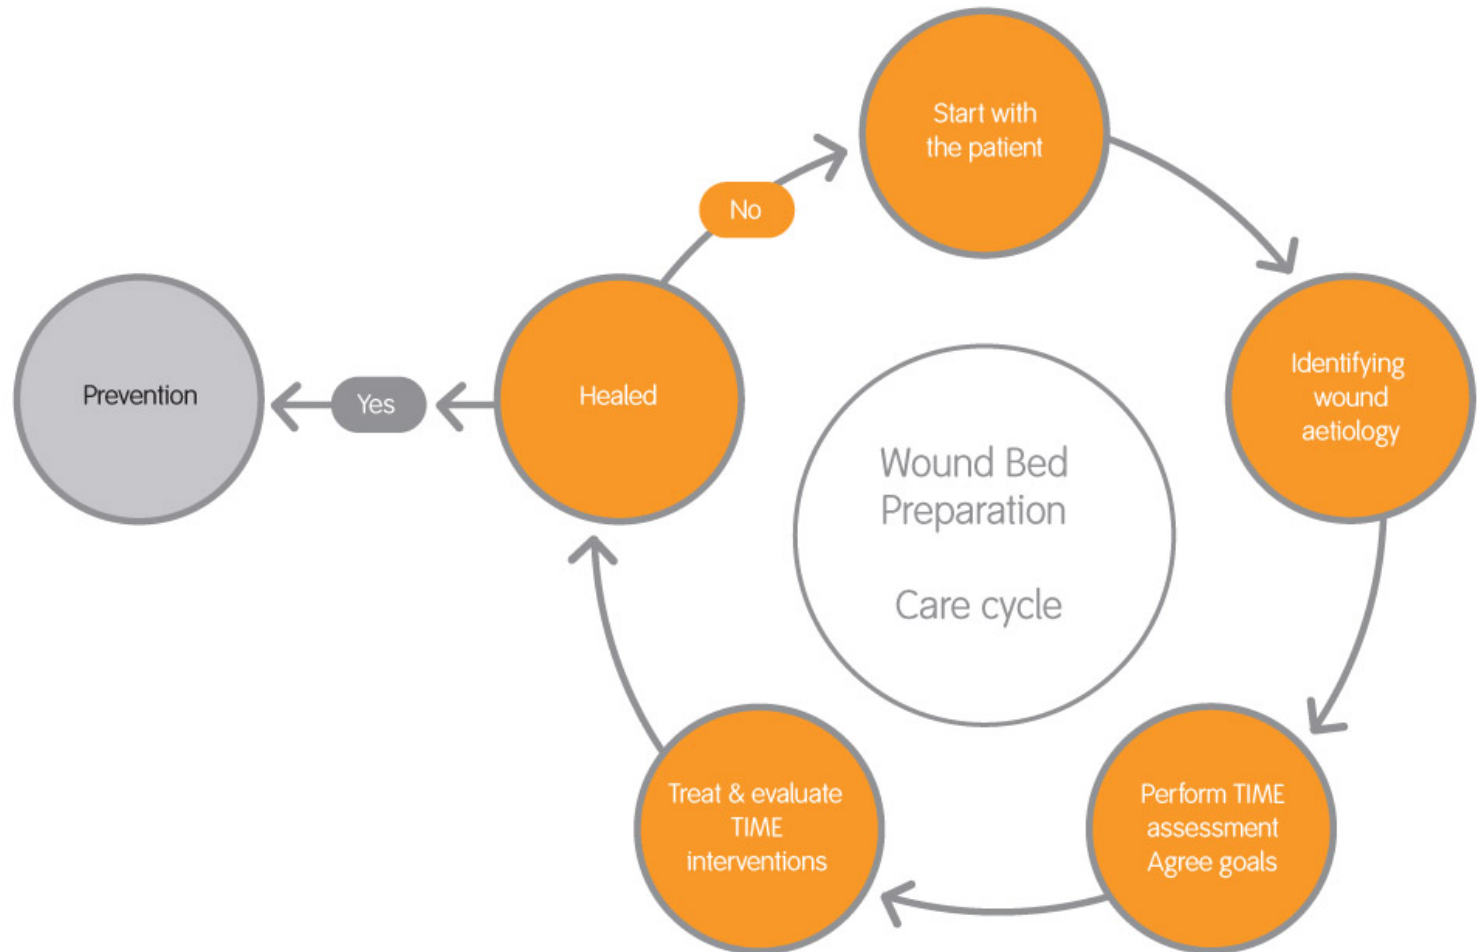 Start with
the patient
No
Identifying
wound
aetiology
Prevention
Yes
Healed
Wound Bed
Preparation
Care cycle
Treat & evaluate
TIME
interventions
Perform TIME
assessment
Agree goals